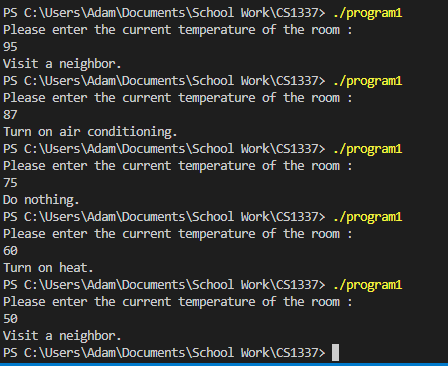 PS C:\Users\Adam\Documents\School Work\CS1337> ./program1
Please enter the current temperature of the room :
95
Visit a neighbor.
PS C:\Users\Adam\Documents\School Work\CS1337> ./program1
Please enter the current temperature of the room :
87
Turn on air conditioning.
PS C:\Users\Adam\Documents\School Work\CS1337> ./program1
Please enter the current temperature of the room :
75
Do nothing.
PS C:\Users\Adam\Documents\School Work\CS1337> ./program1
Please enter the current temperature of the room :
60
Turn on heat.
PS C:\Users\Adam\Documents\School Work\CS1337> ./program1
Please enter the current temperature of the room :
50
Visit a neighbor.
PS C:\Users\Adam\Documents\School Work\CS1337>